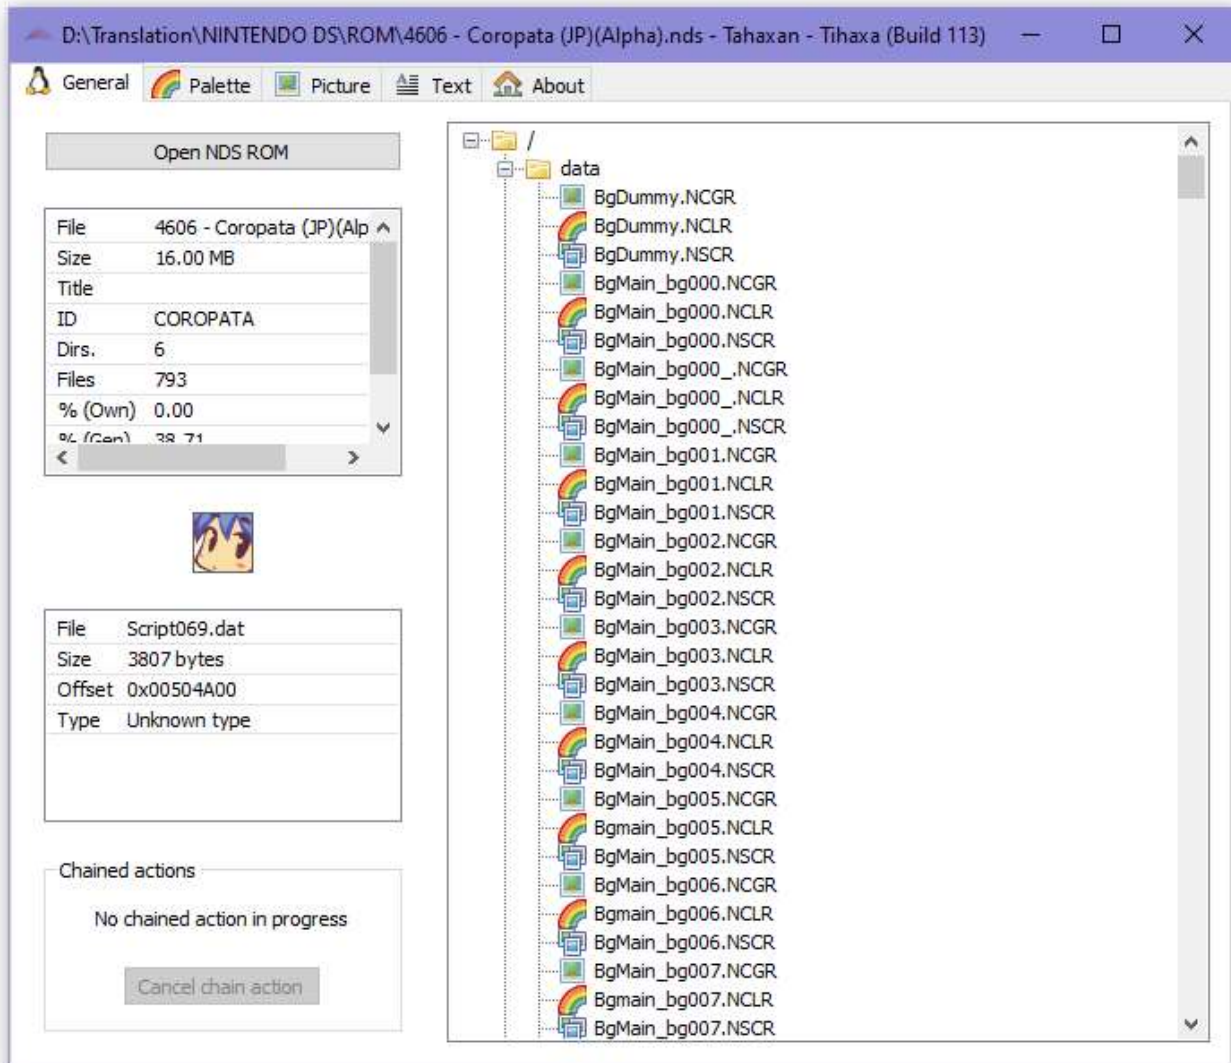 D:\Translation\NINTENDO DS\ROM\4606 - Coropata (JP)(Alpha).nds - Tahaxan - Tihaxa (Build 113)
General Palette Picture Text About
Open NDS ROM
File 4606 - Coropata (JP)(Alp
Size 16.00 MB
Title
ID COROPATA
Dirs. 6
Files 793
% (Own) 0.00
% (Gen) 38.71
File Script069.dat
Size 3807 bytes
Offset 0x00504A00
Type Unknown type
Chained actions
No chained action in progress
Cancel chain action
/
data
BgDummy.NCGR
BgDummy.NCLR
BgDummy.NSCR
BgMain_bg000.NCGR
BgMain_bg000.NCLR
BgMain_bg000.NSCR
BgMain_bg000_.NCGR
BgMain_bg000_.NCLR
BgMain_bg000_.NSCR
BgMain_bg001.NCGR
BgMain_bg001.NCLR
BgMain_bg001.NSCR
BgMain_bg002.NCGR
BgMain_bg002.NCLR
BgMain_bg002.NSCR
BgMain_bg003.NCGR
BgMain_bg003.NCLR
BgMain_bg003.NSCR
BgMain_bg004.NCGR
BgMain_bg004.NCLR
BgMain_bg004.NSCR
BgMain_bg005.NCGR
Bgmain_bg005.NCLR
BgMain_bg005.NSCR
BgMain_bg006.NCGR
Bgmain_bg006.NCLR
BgMain_bg006.NSCR
BgMain_bg007.NCGR
Bgmain_bg007.NCLR
BgMain_bg007.NSCR